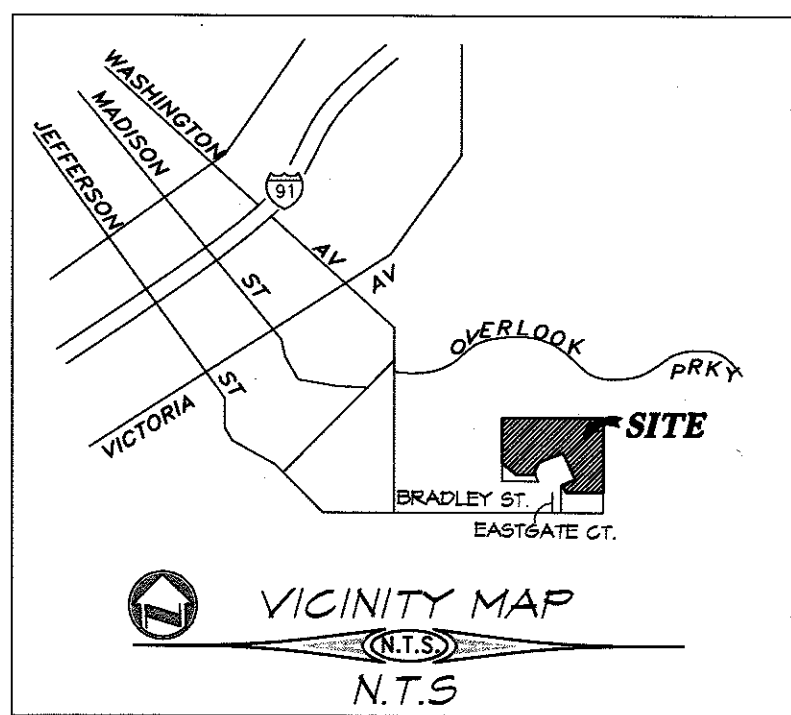 WASHINGTON
AV
MADISON
ST
JEFFERSON
ST
91
VICTORIA
AV
OVERLOOK
PRKY
SITE
BRADLEY ST.
EASTGATE CT.
VICINITY MAP
N.T.S.
N.T.S